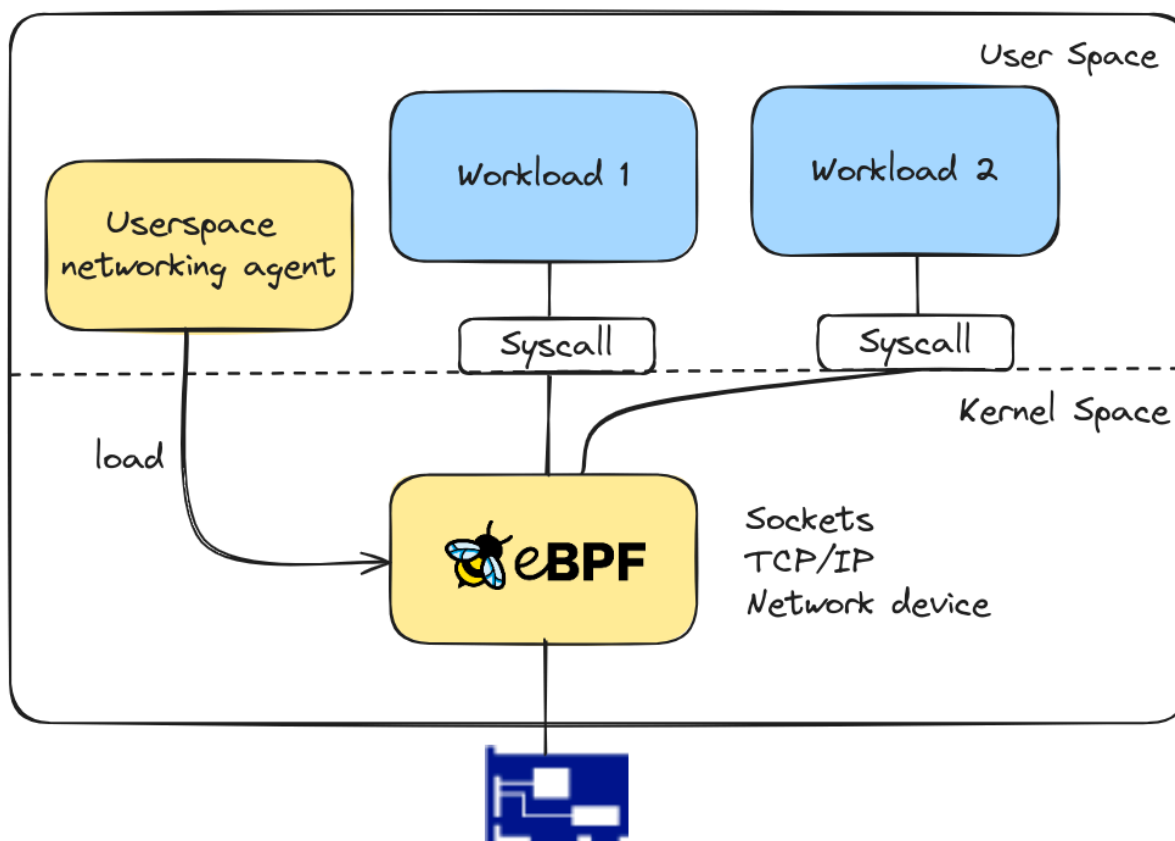 User Space
Workload 1
Workload 2
Userspace
networking agent
Syscall
Syscall
Kernel Space
load
eBPF
Sockets
TCP/IP
Network device